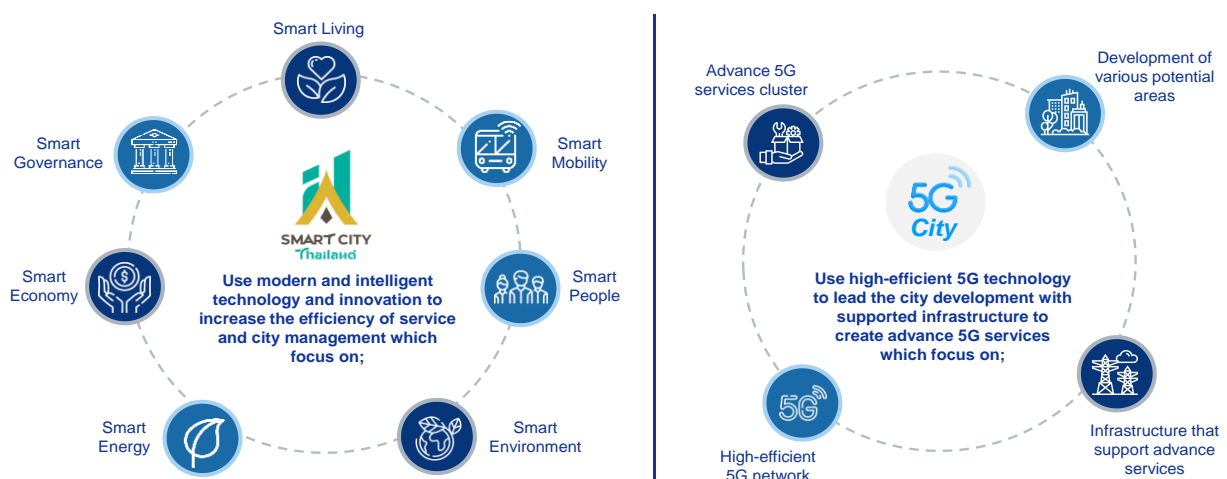 Smart Living
Smart
Governance
Smart
Mobility
SMART CITY
Thailand
Smart
Economy
Smart
People
Use modern and intelligent
technology and innovation to
increase the efficiency of service
and city management which
focus on;
Smart
Energy
Smart
Environment
Advance 5G
services cluster
Development of
various potential
areas
5G
City
Use high-efficient 5G technology
to lead the city development with
supported infrastructure to
create advance 5G services
which focus on;
5G
High-efficient
5G network
Infrastructure that
support advance
services